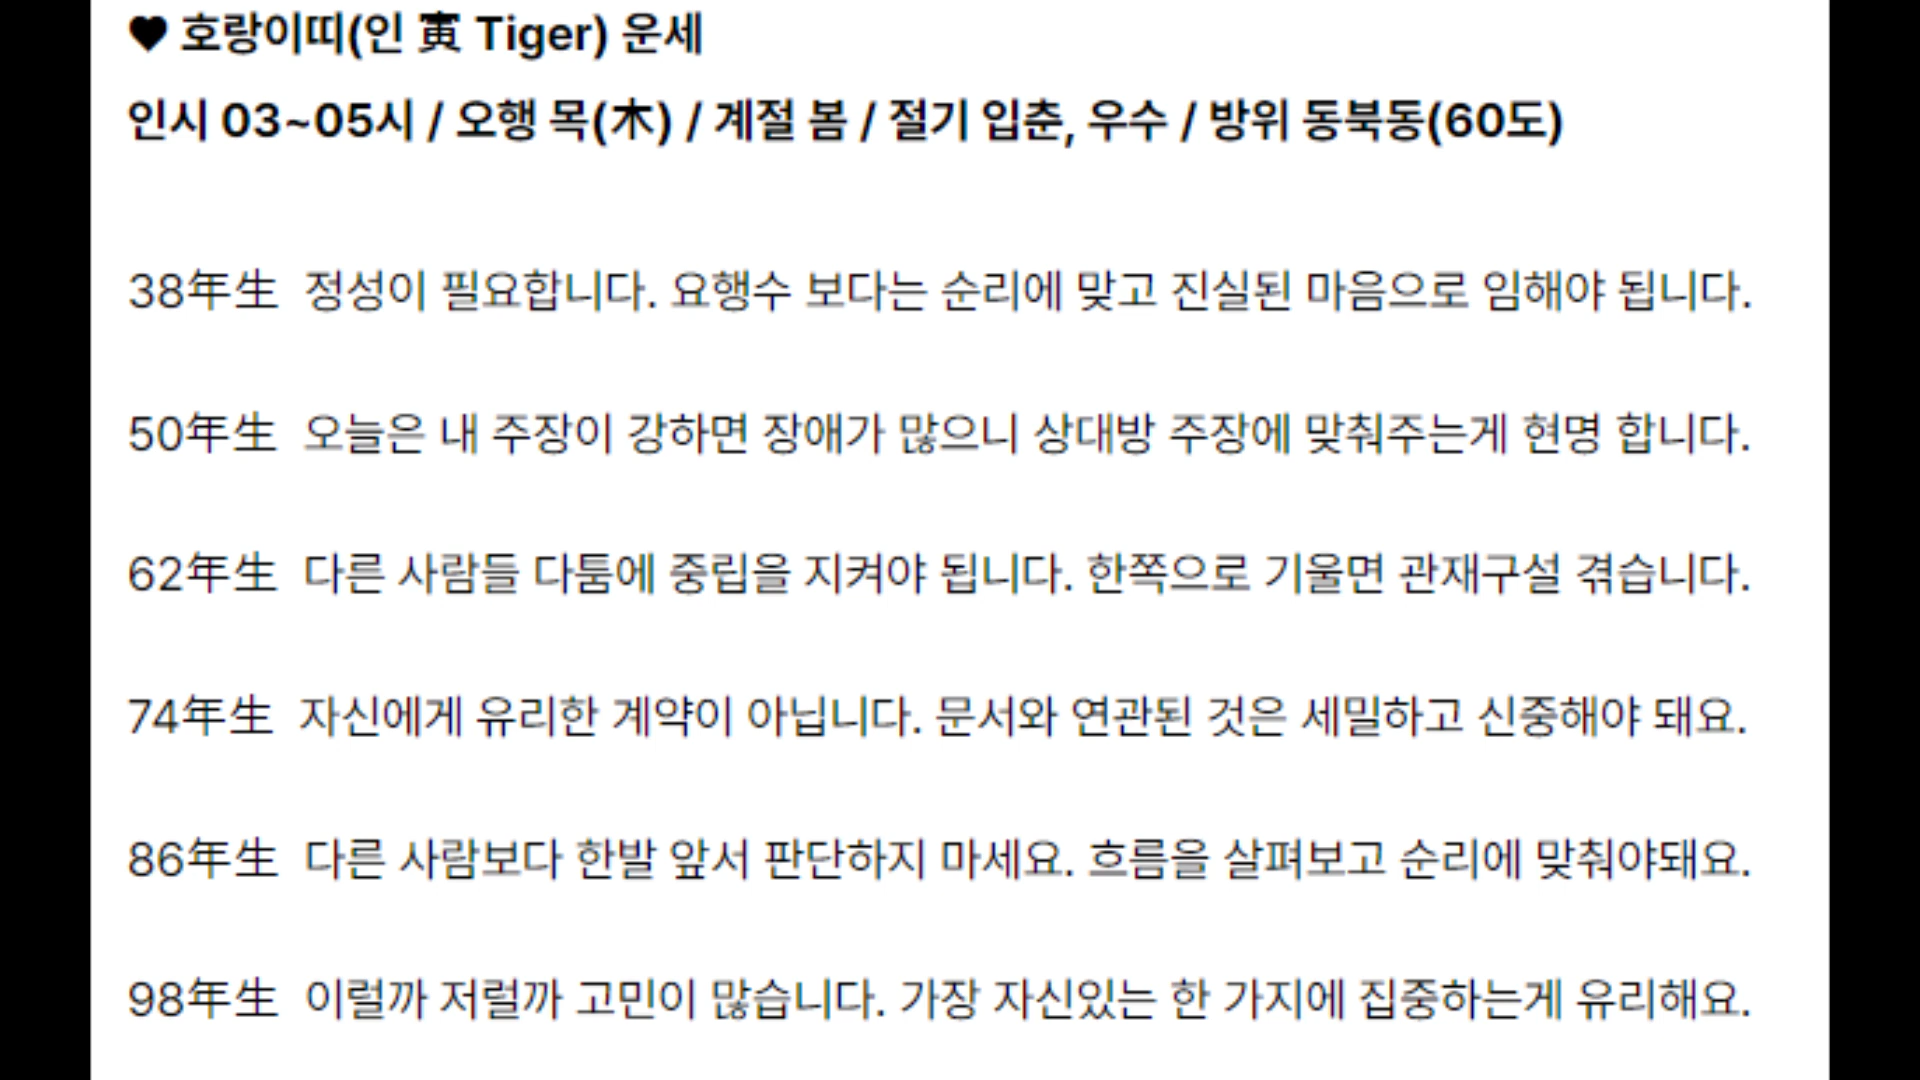 ♥ 호랑이띠(인 寅 Tiger) 운세
인시 03~05시 / 오행 목(木) / 계절 봄 / 절기 입춘, 우수 / 방위 동북동(60도)
38年生 정성이 필요합니다. 요행수 보다는 순리에 맞고 진실된 마음으로 임해야 됩니다.
50年生 오늘은 내 주장이 강하면 장애가 많으니 상대방 주장에 맞춰주는게 현명 합니다.
62年生 다른 사람들 다툼에 중립을 지켜야 됩니다. 한쪽으로 기울면 관재구설 겪습니다.
74年生 자신에게 유리한 계약이 아닙니다. 문서와 연관된 것은 세밀하고 신중해야 돼요.
86年生 다른 사람보다 한발 앞서 판단하지 마세요. 흐름을 살펴보고 순리에 맞춰야돼요.
98年生 이럴까 저럴까 고민이 많습니다. 가장 자신있는 한 가지에 집중하는게 유리해요.